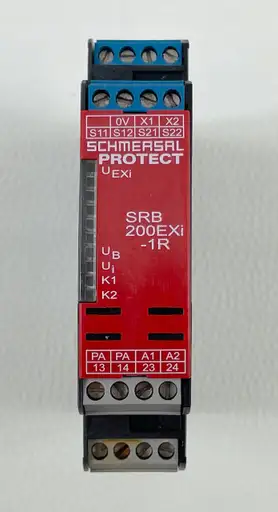 0V X1 X2
S11 S12 S21 S22
SCHMERSAL
PROTECT
UEXi
SRB
200EXi
-1R
UB
Ui
K1
K2
PA PA A1 A2
13 14 23 24